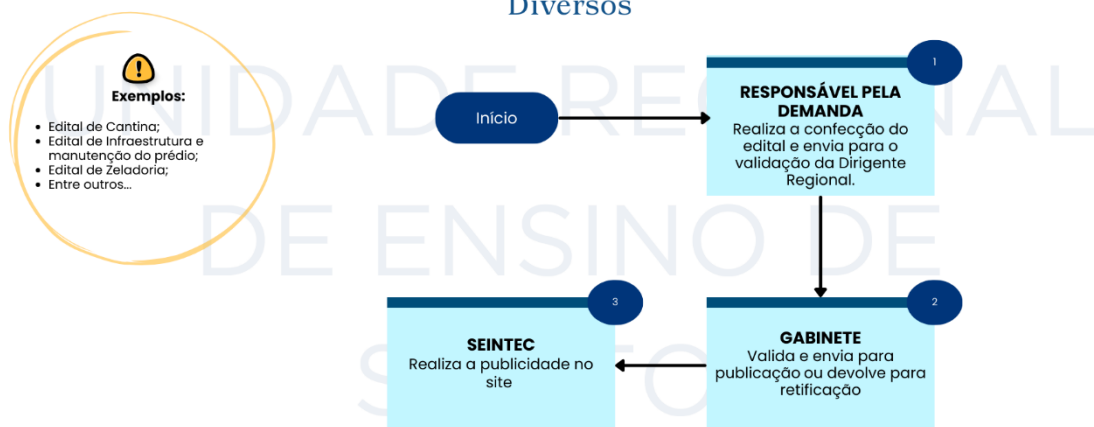 Diversos
Exemplos:
• Edital de Cantina;
• Edital de Infraestrutura e
manutenção do prédio;
• Edital de Zeladoria;
• Entre outros...
Início
1
RESPONSÁVEL PELA
DEMANDA
Realiza a confecção do
edital e envia para o
validação da Dirigente
Regional.
2
GABINETE
Valida e envia para
publicação ou devolve para
retificação
3
SEINTEC
Realiza a publicidade no
site
UNIDADE REGIONAL
DE ENSINO DE